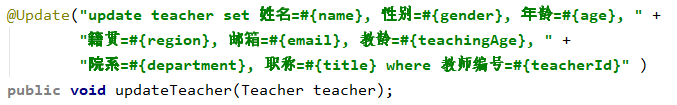 @Update("update teacher set 姓名=#{name}, 性别=#{gender}, 年龄=#{age}, " +
"籍贯=#{region}, 邮箱=#{email}, 教龄=#{teachingAge}, " +
"院系=#{department}, 职称=#{title} where 教师编号=#{teacherId}" )
public void updateTeacher(Teacher teacher);